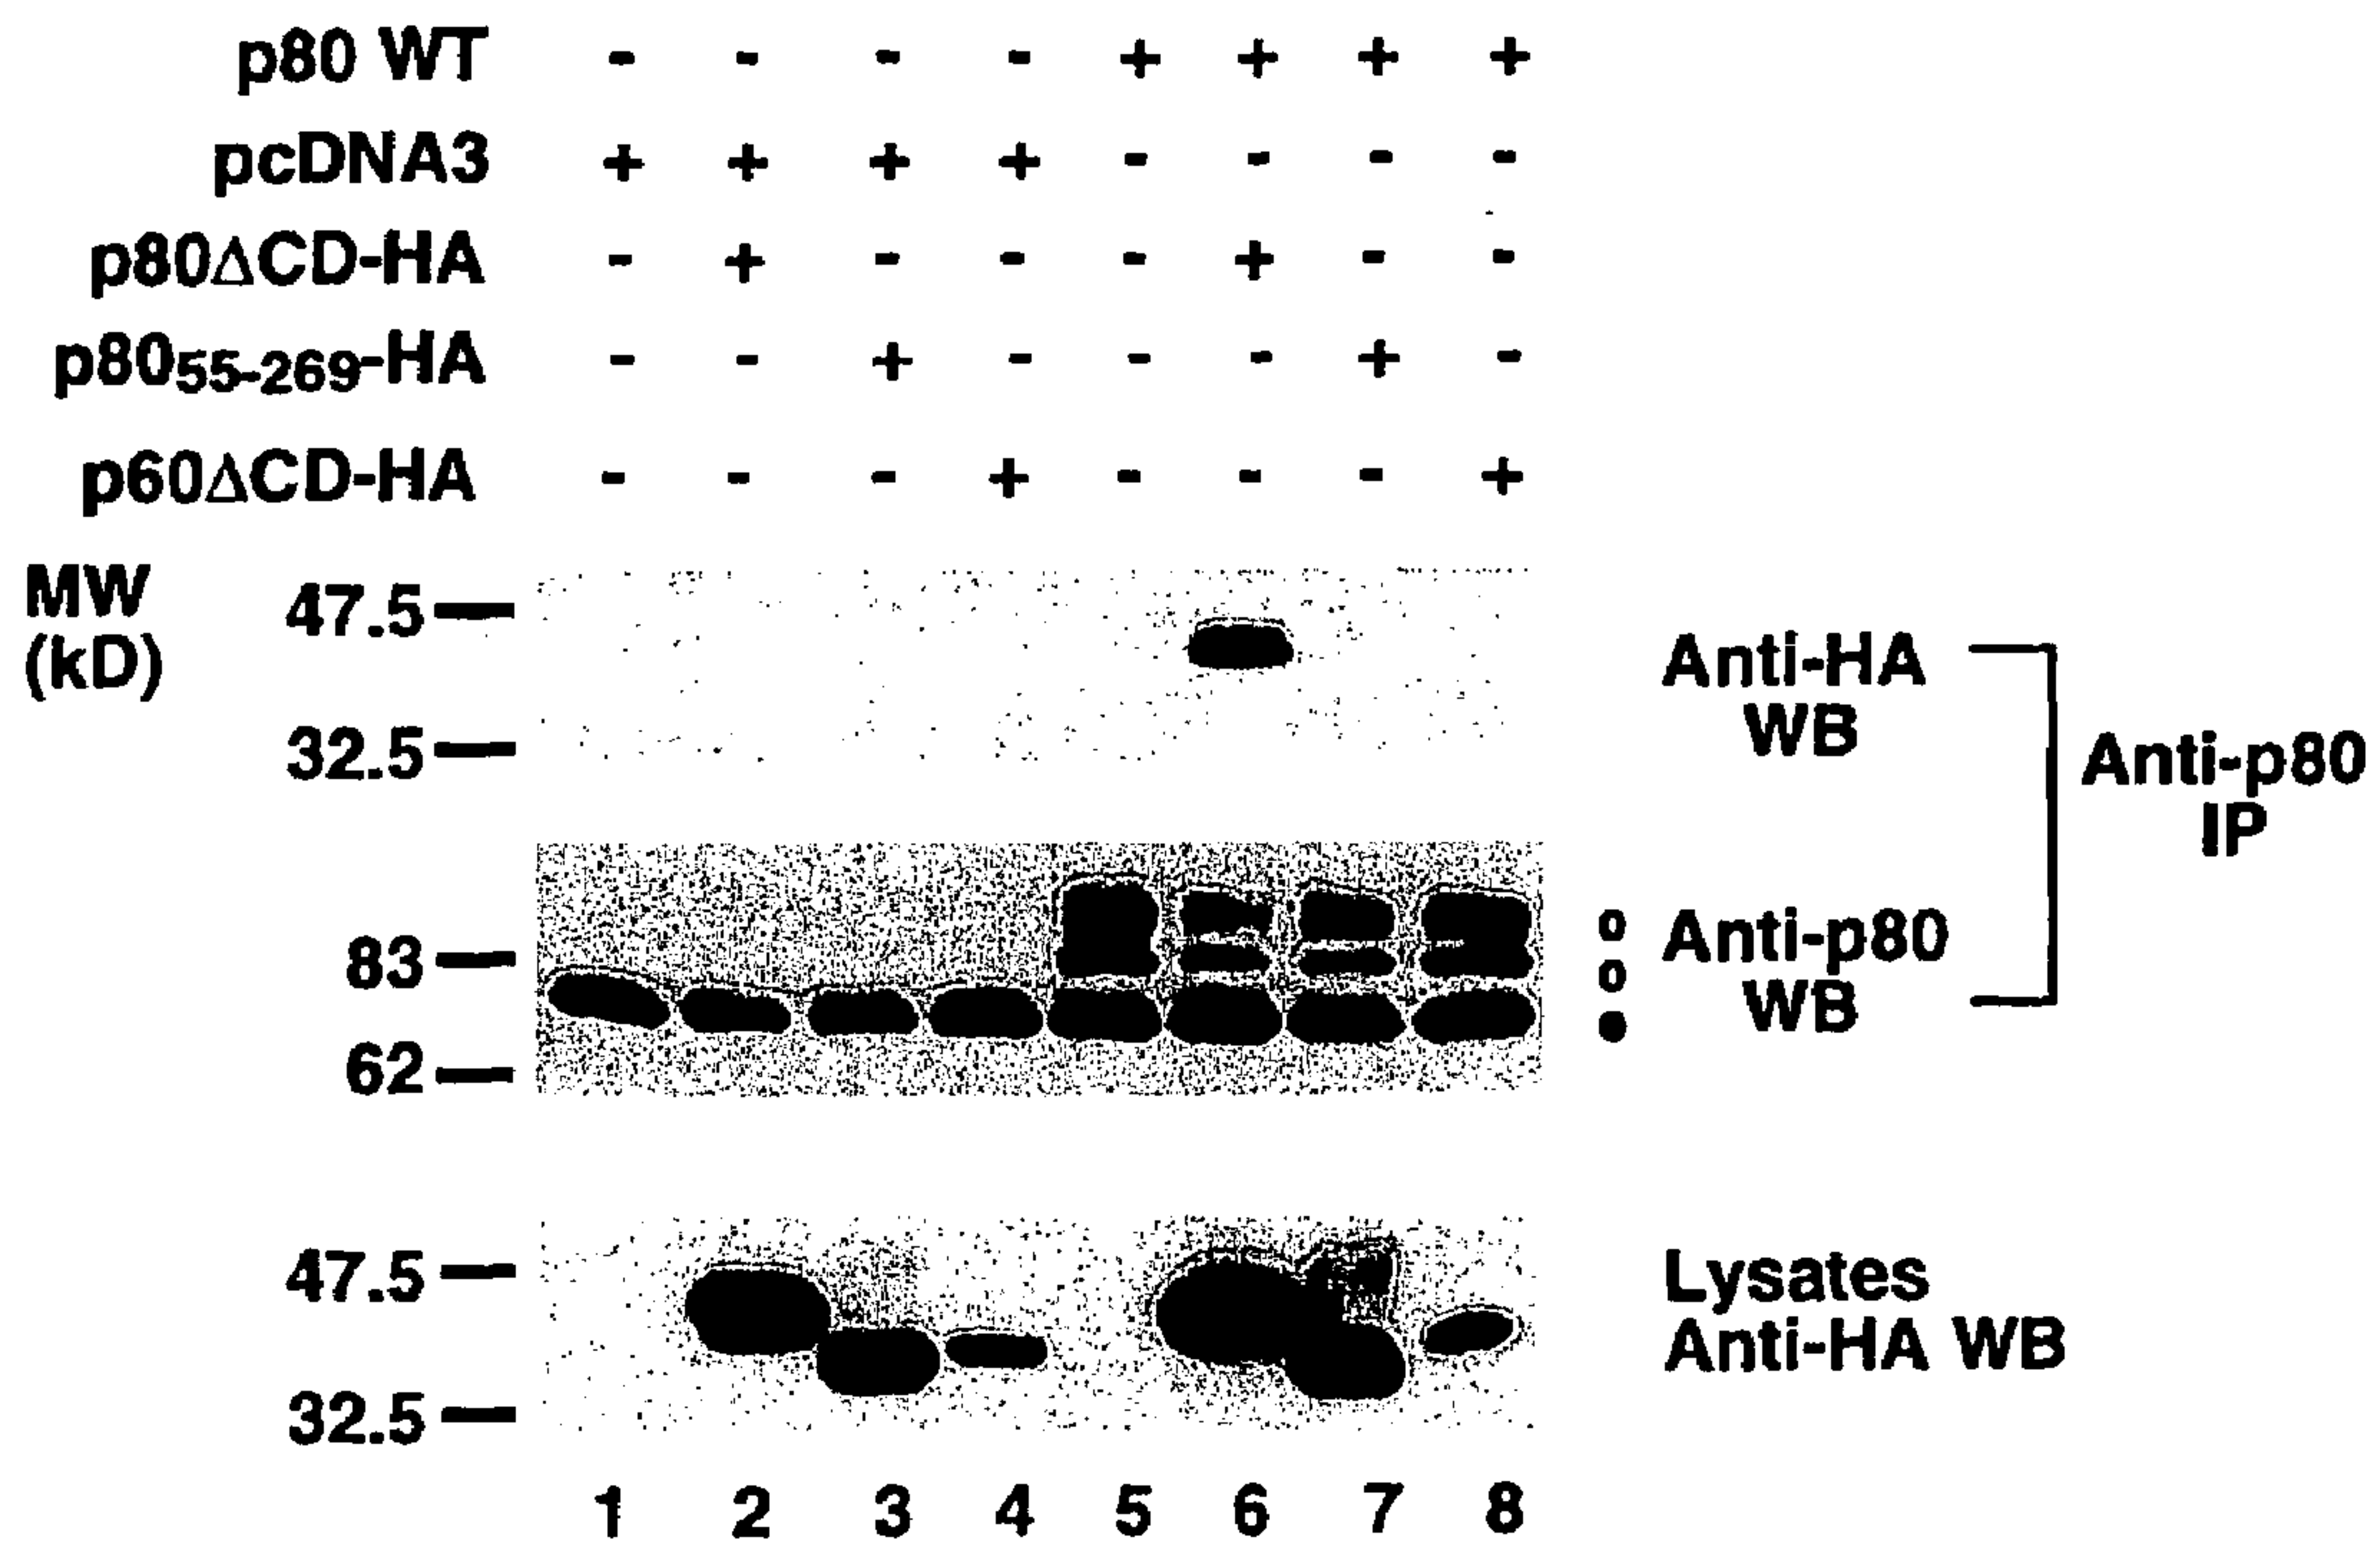 p80 WT - - - - + + + +
pcDNA3 + + + + - - - -
p80ΔCD-HA - + - - - + - -
p80₅₅₋₂₆₉-HA - - + - - - + -
p60ΔCD-HA - - - + - - - +
MW
(kD)
47.5
32.5
Anti-HA
WB
Anti-p80
IP
83
62
Anti-p80
WB
47.5
32.5
Lysates
Anti-HA WB
1 2 3 4 5 6 7 8